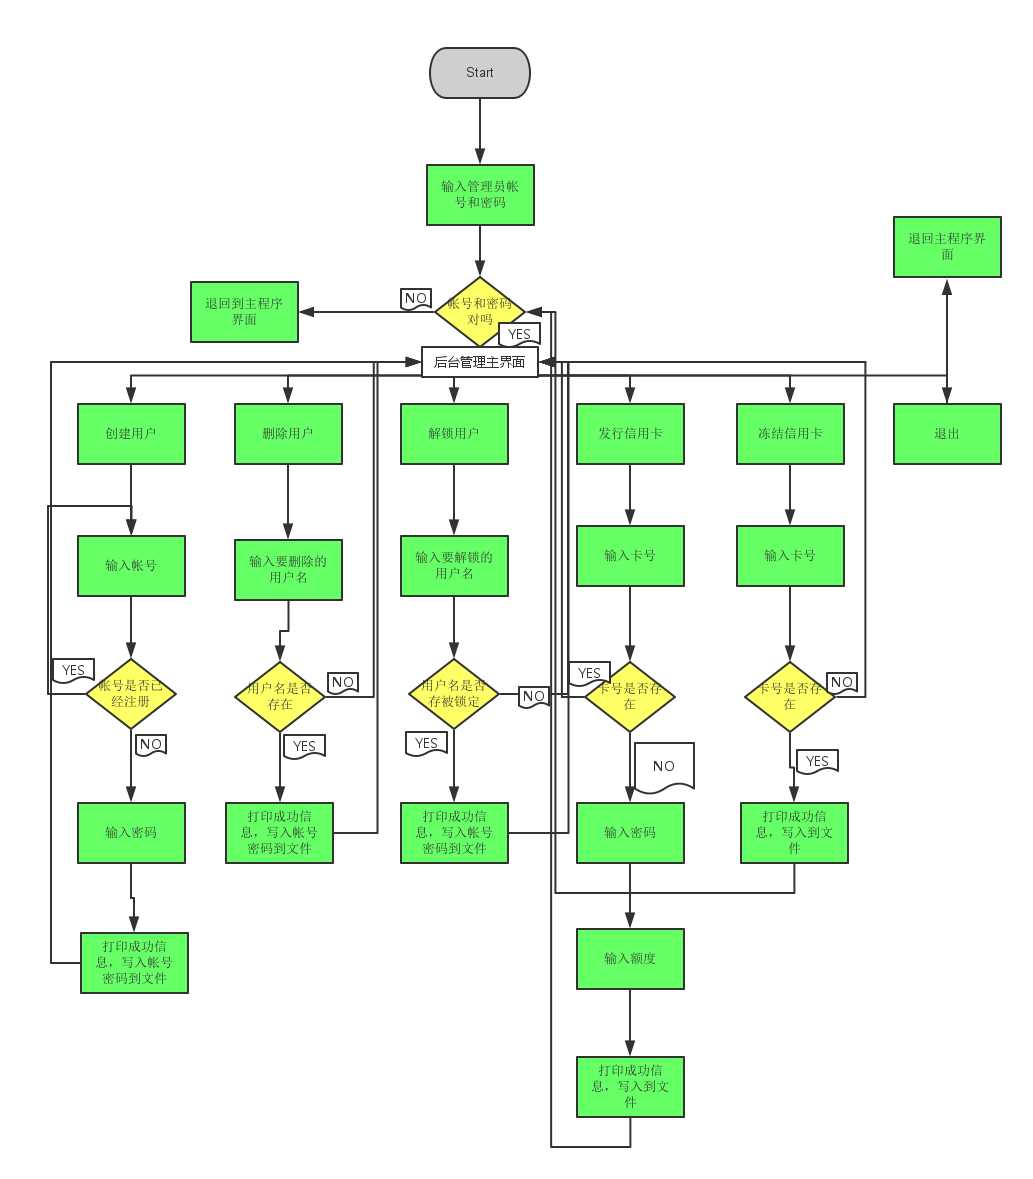 Start
输入管理员帐
号和密码
退回主程序界
面
退回到主程序
界面
NO
帐号和密码
对吗
YES
后台管理主界面
创建用户
删除用户
解锁用户
发行信用卡
冻结信用卡
退出
输入帐号
输入要删除的
用户名
输入要解锁的
用户名
输入卡号
输入卡号
YES
帐号是否已
经注册
用户名是否
存在
NO
用户名是否
存被锁定
NO
YES
卡号是否存
在
卡号是否存
在
NO
NO
YES
YES
NO
YES
输入密码
打印成功信
息，写入帐号
密码到文件
打印成功信
息，写入帐号
密码到文件
输入密码
打印成功信
息，写入到文
件
打印成功信
息，写入帐号
密码到文件
输入额度
打印成功信
息，写入到文
件